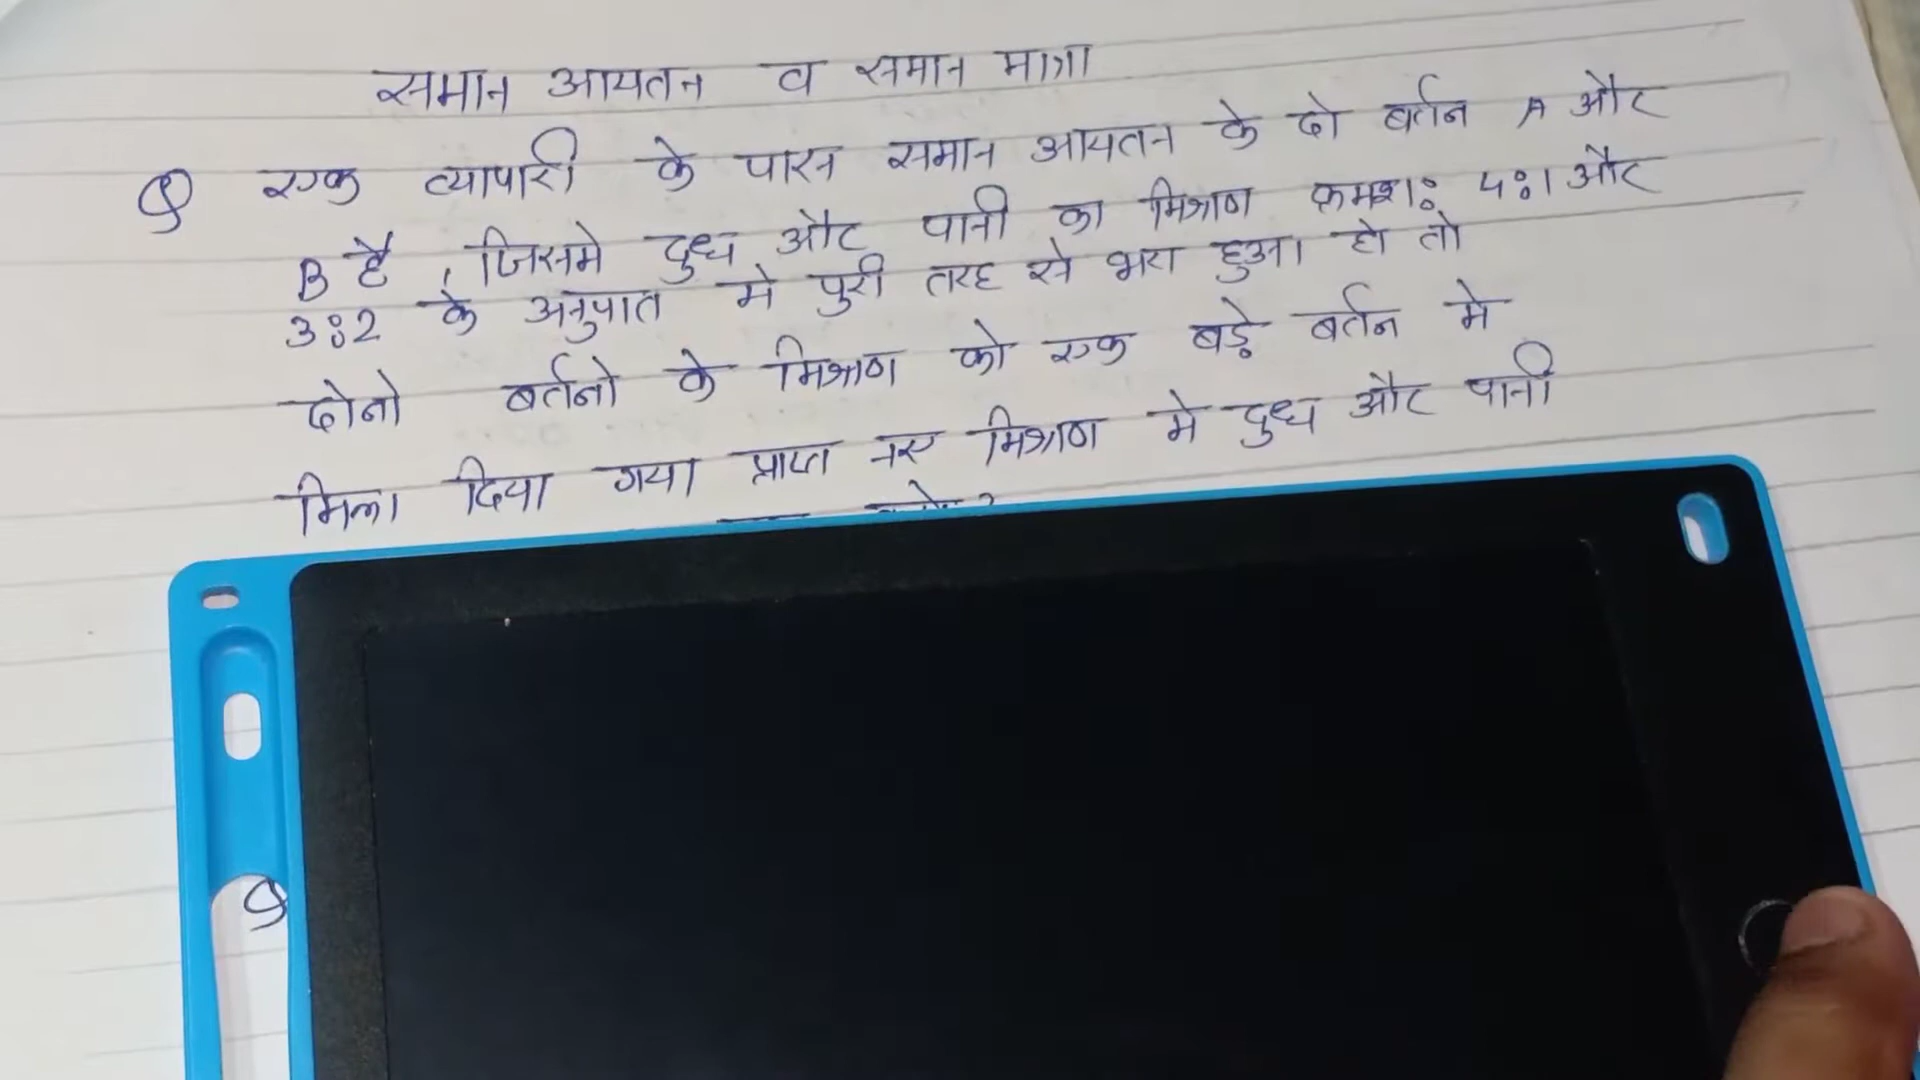 समान आयतन व समान मात्रा
Q एक व्यापारी के पास समान आयतन के दो बर्तन A और
B है, जिसमे दुध और पानी का मिश्रण क्रमशः 4:1 और
3:2 के अनुपात मे पुरी तरह से भरा हुआ हो तो
दोनो बर्तनो के मिश्रण को एक बड़े बर्तन मे
मिला दिया गया प्राप्त नए मिश्रण मे दुध और पानी
Q